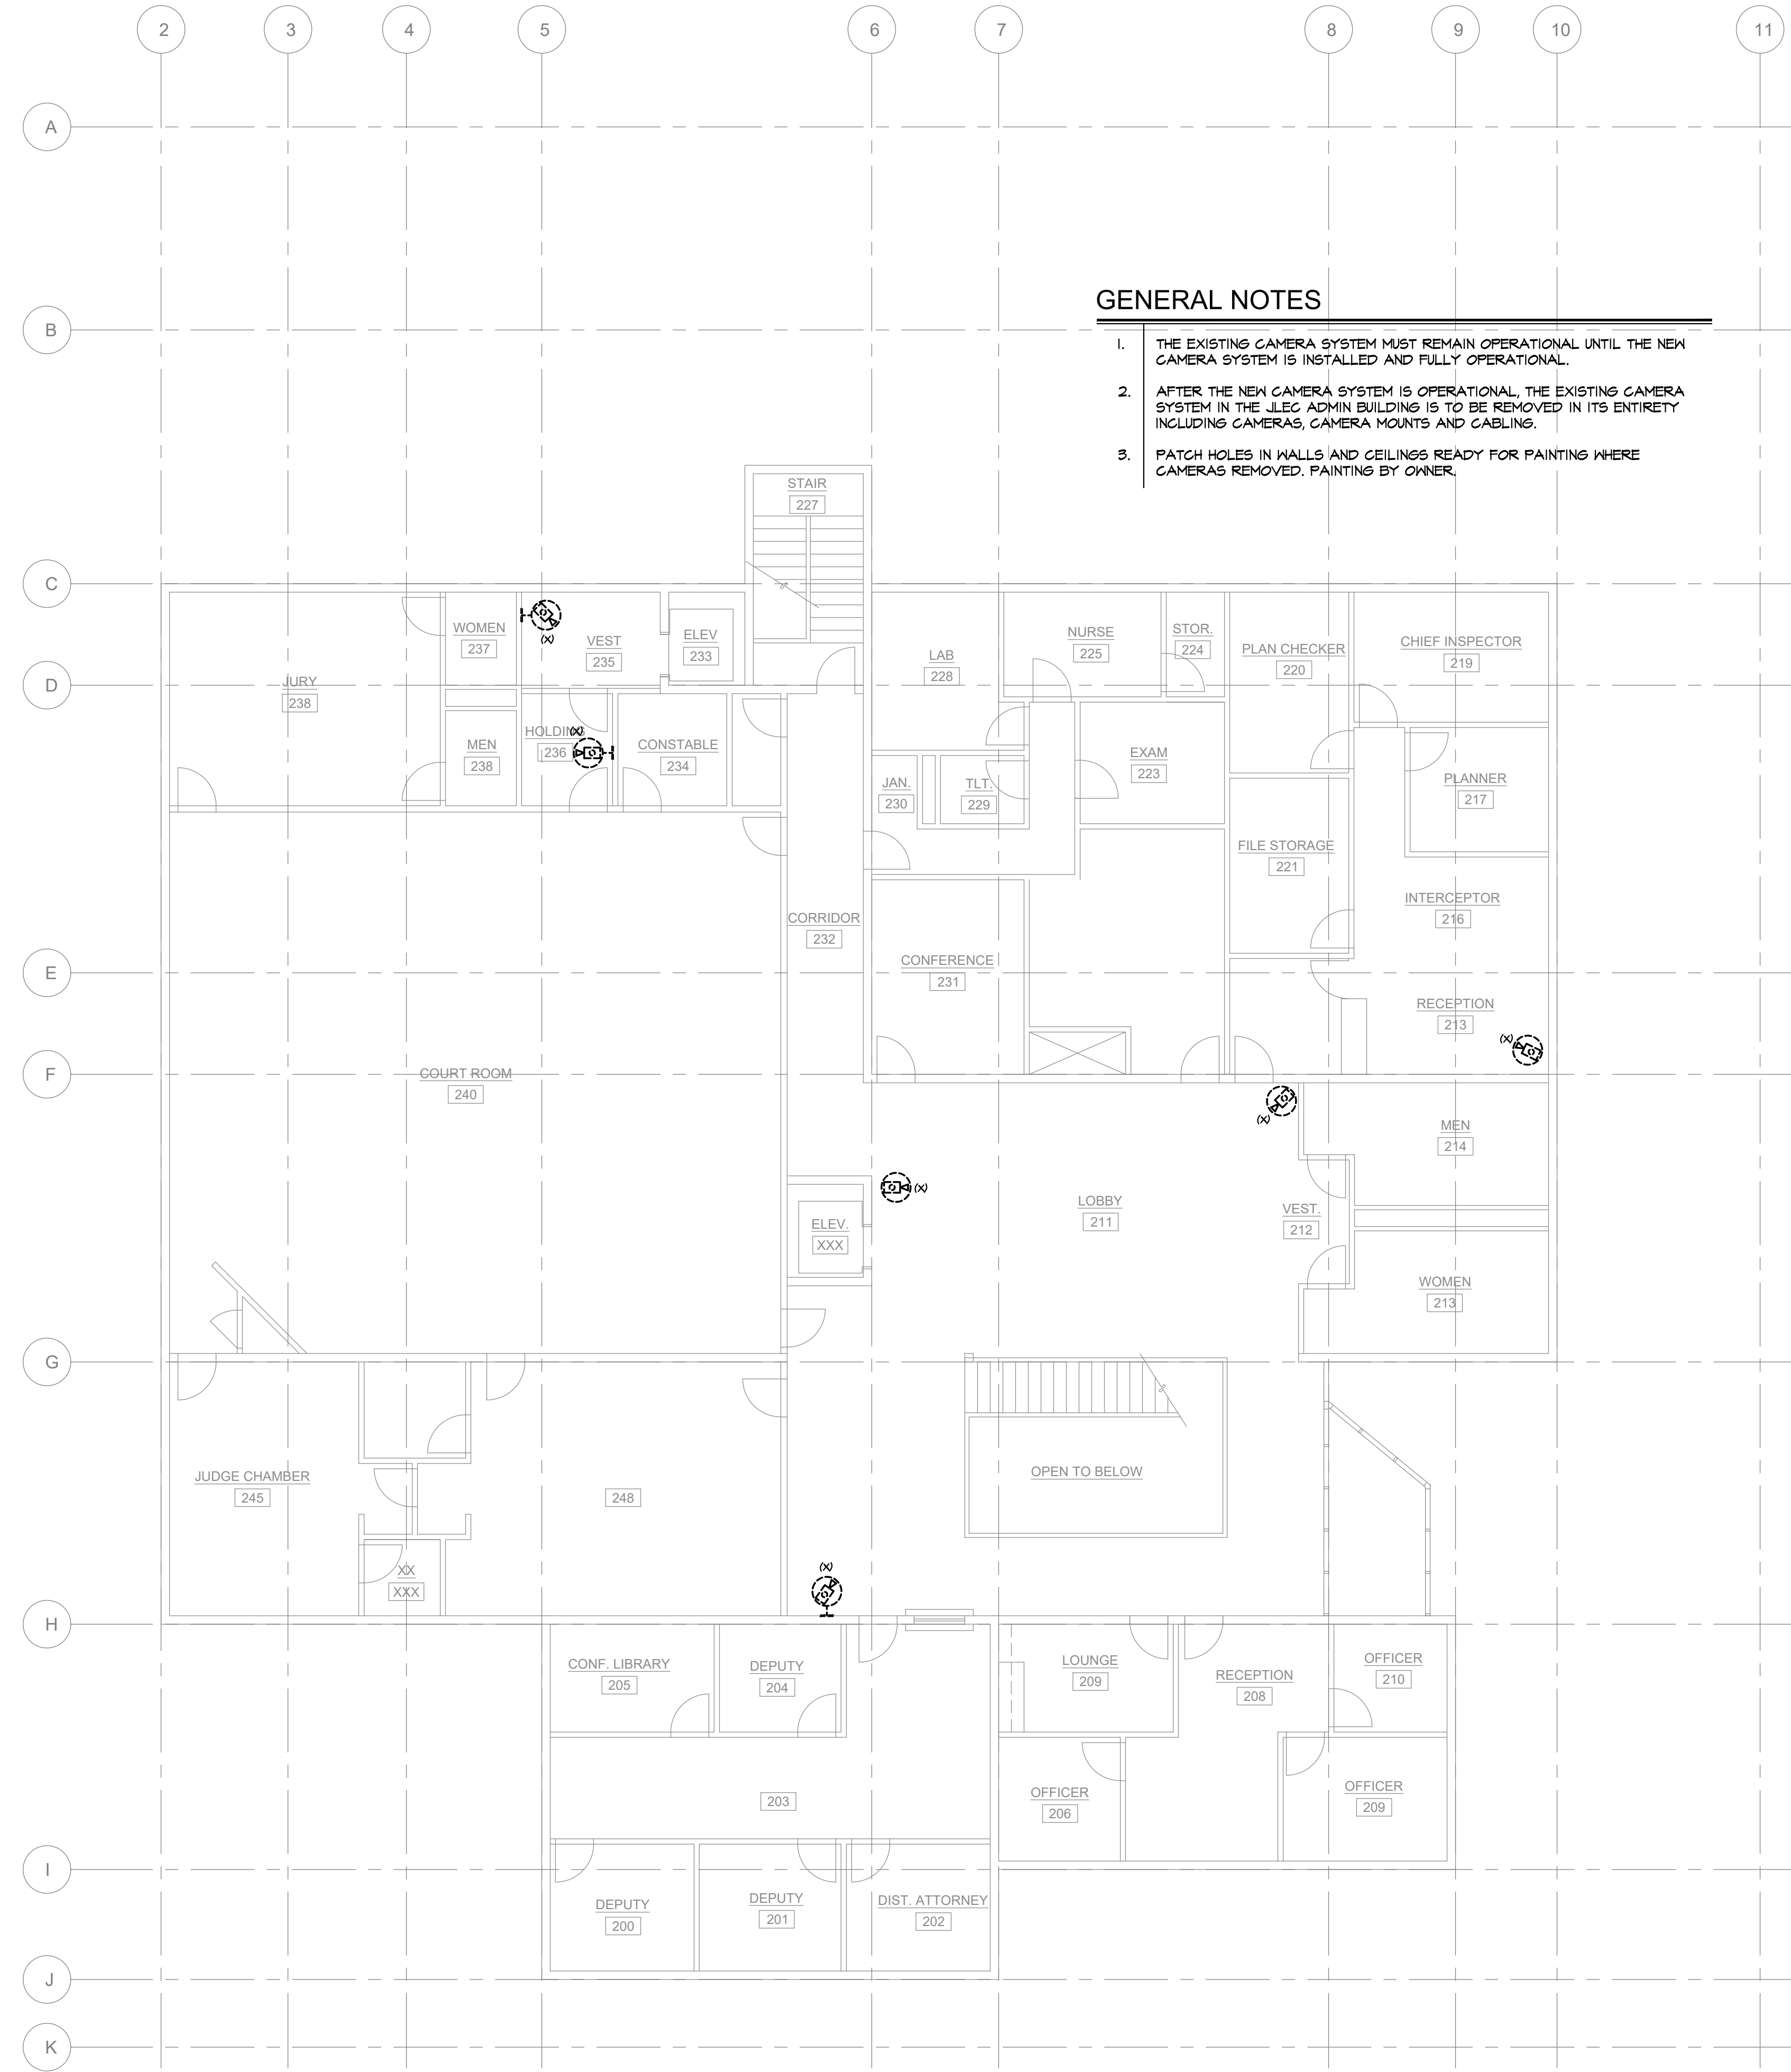 2 3 4 5 6 7 8 9 10 11
A
B
GENERAL NOTES
1. THE EXISTING CAMERA SYSTEM MUST REMAIN OPERATIONAL UNTIL THE NEW
CAMERA SYSTEM IS INSTALLED AND FULLY OPERATIONAL.
2. AFTER THE NEW CAMERA SYSTEM IS OPERATIONAL, THE EXISTING CAMERA
SYSTEM IN THE JLEC ADMIN BUILDING IS TO BE REMOVED IN ITS ENTIRETY
INCLUDING CAMERAS, CAMERA MOUNTS AND CABLING.
3. PATCH HOLES IN WALLS AND CEILINGS READY FOR PAINTING WHERE
CAMERAS REMOVED. PAINTING BY OWNER.
STAIR
227
C
WOMEN
237
(X)
VEST
235
ELEV
233
LAB
228
NURSE
225
STOR.
224
PLAN CHECKER
220
CHIEF INSPECTOR
219
D
JURY
238
MEN
238
HOLDING
236
(X)
CONSTABLE
234
JAN.
230
TLT.
229
EXAM
223
PLANNER
217
FILE STORAGE
221
INTERCEPTOR
216
CORRIDOR
232
E
CONFERENCE
231
RECEPTION
213
(X)
F
COURT ROOM
240
(X)
MEN
214
(X)
LOBBY
211
VEST.
212
ELEV.
XXX
WOMEN
213
G
JUDGE CHAMBER
245
248
OPEN TO BELOW
XX
XXX
(X)
H
CONF. LIBRARY
205
DEPUTY
204
LOUNGE
209
RECEPTION
208
OFFICER
210
203
OFFICER
206
OFFICER
209
I
DEPUTY
200
DEPUTY
201
DIST. ATTORNEY
202
J
K